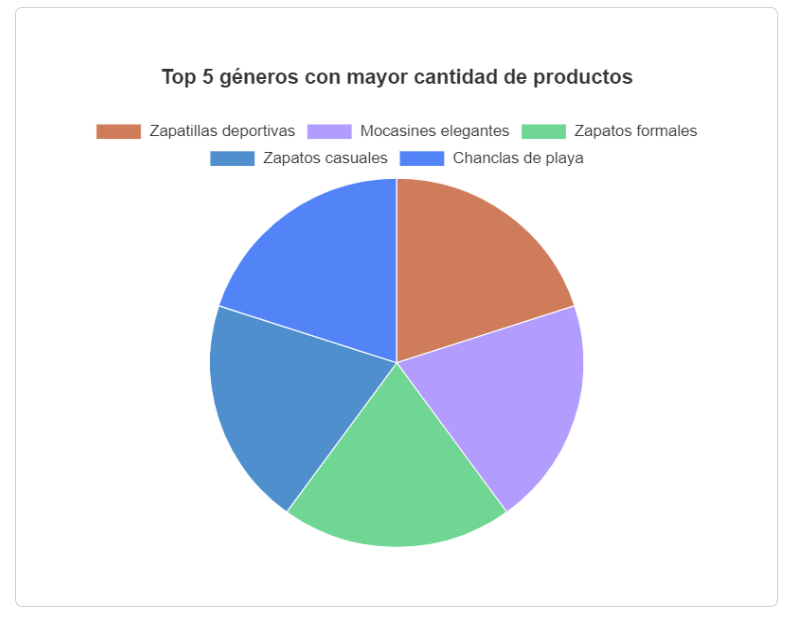 Top 5 géneros con mayor cantidad de productos
Zapatillas deportivas Mocasines elegantes Zapatos formales
Zapatos casuales Chanclas de playa